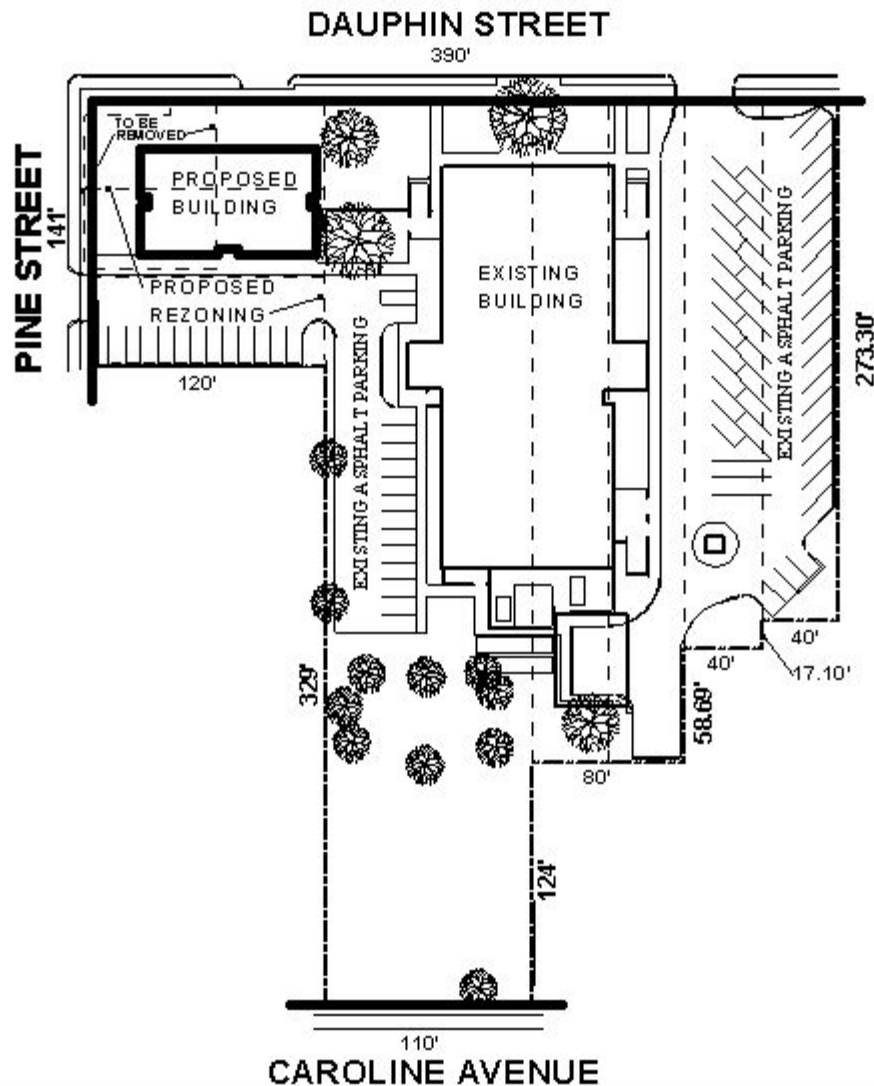 DAUPHIN STREET
390'
TO BE
REMOVED
PROPOSED
BUILDING
PINE STREET
141'
EXISTING
BUILDING
PROPOSED
REZONING
120'
EXISTING ASPHALT PARKING
EXISTING ASPHALT PARKING
273.30'
40'
40'
17.10'
329'
58.69'
80'
124'
110'
CAROLINE AVENUE